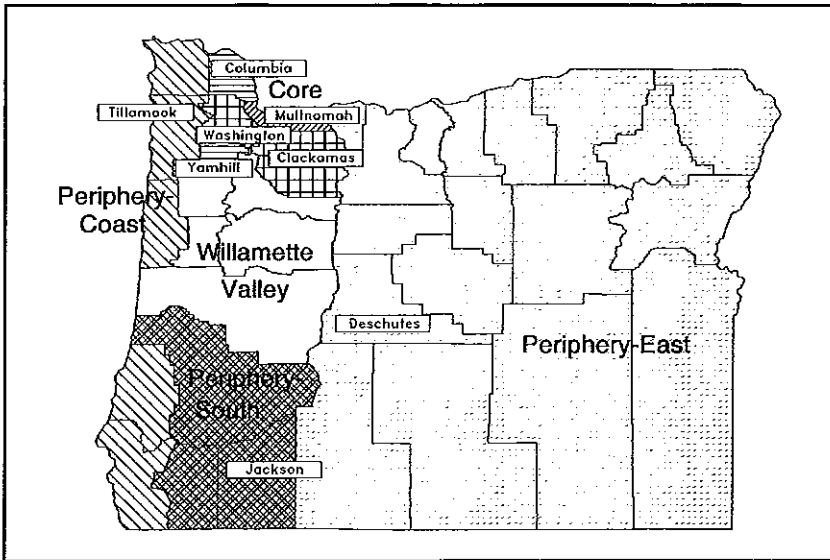 Columbia
Core
Tillamook
Multnomah
Washington
Clackamas
Yamhill
Periphery-
Coast
Willamette
Valley
Deschutes
Periphery-East
Periphery-
South
Jackson